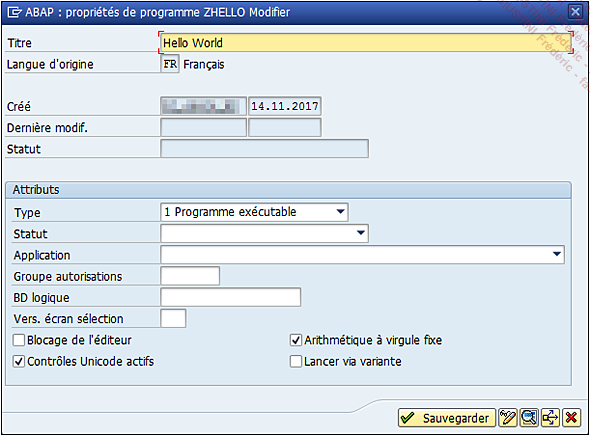 ABAP : propriétés de programme ZHELLO Modifier
Titre Hello World
Langue d'origine FR Français
Créé 14.11.2017
Dernière modif.
Statut
Attributs
Type 1 Programme exécutable
Statut
Application
Groupe autorisations
BD logique
Vers. écran sélection
Blocage de l'éditeur Arithmétique à virgule fixe
Contrôles Unicode actifs Lancer via variante
Sauvegarder